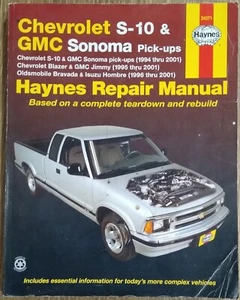 Chevrolet S-10 &
GMC Sonoma Pick-ups
Chevrolet S-10 & GMC Sonoma pick-ups (1994 thru 2001)
Chevrolet Blazer & GMC Jimmy (1995 thru 2001)
Oldsmobile Bravada & Isuzu Hombre (1996 thru 2001)
Haynes
Haynes Repair Manual
Based on a complete teardown and rebuild
Includes essential information for today's more complex vehicles